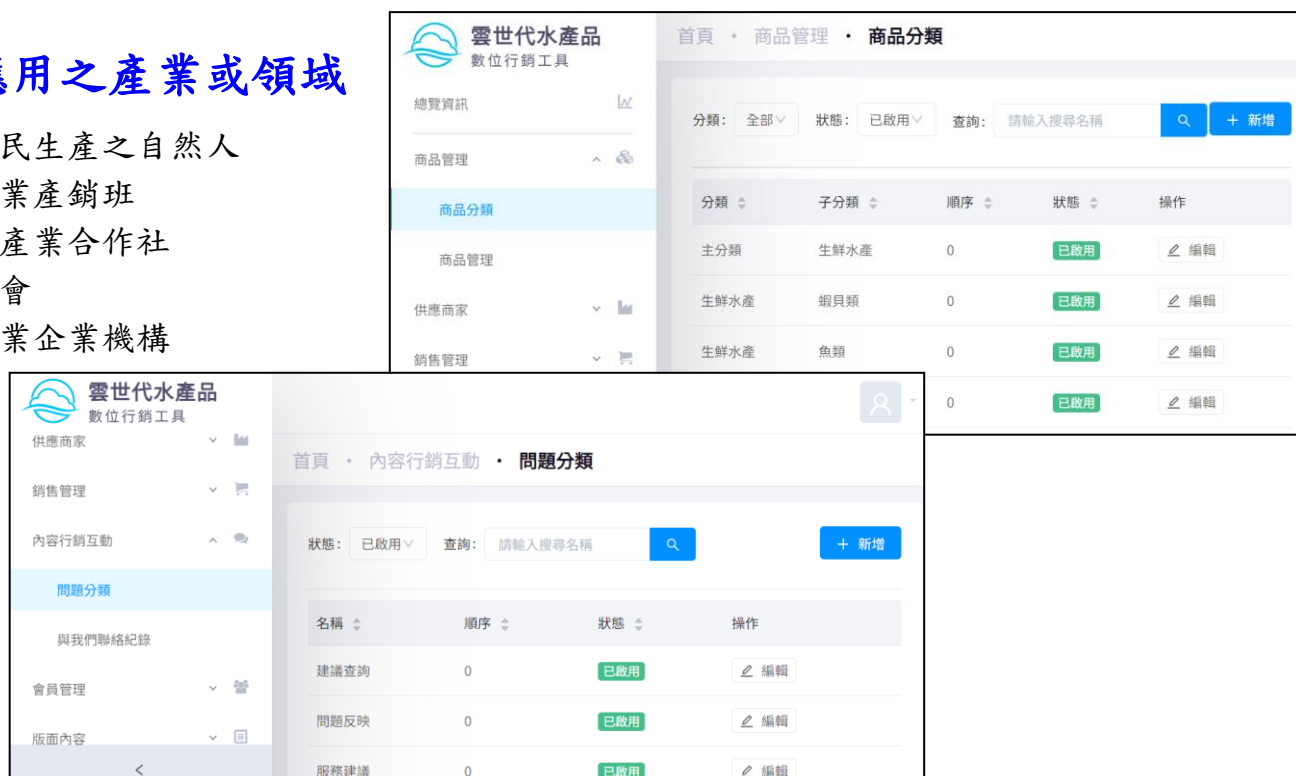 應用之產業或領域
民生產之自然人
業產銷班
產業合作社
會
業企業機構
雲世代水產品
數位行銷工具
總覽資訊
商品管理
商品分類
商品管理
供應商家
銷售管理
首頁 · 商品管理 · 商品分類
分類: 全部 狀態: 已啟用 查詢: 請輸入搜尋名稱 + 新增
分類 子分類 順序 狀態 操作
主分類 生鮮水產 0 已啟用 編輯
生鮮水產 蝦貝類 0 已啟用 編輯
生鮮水產 魚類 0 已啟用 編輯
0 已啟用 編輯
雲世代水產品
數位行銷工具
供應商家
銷售管理
內容行銷互動
問題分類
與我們聯絡紀錄
會員管理
版面內容
首頁 · 內容行銷互動 · 問題分類
狀態: 已啟用 查詢: 請輸入搜尋名稱 + 新增
名稱 順序 狀態 操作
建議查詢 0 已啟用 編輯
問題反映 0 已啟用 編輯
服務建議 0 已啟用 編輯